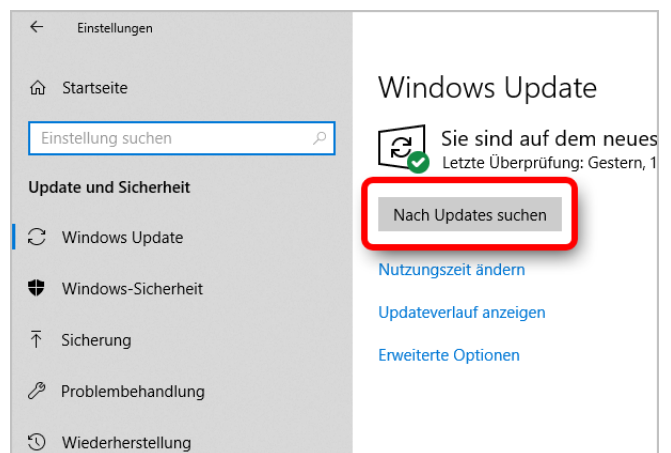 Einstellungen
Startseite
Einstellung suchen
Update und Sicherheit
Windows Update
Windows-Sicherheit
Sicherung
Problembehandlung
Wiederherstellung
Windows Update
Sie sind auf dem neues
Letzte Überprüfung: Gestern, 1
Nach Updates suchen
Nutzungszeit ändern
Updateverlauf anzeigen
Erweiterte Optionen